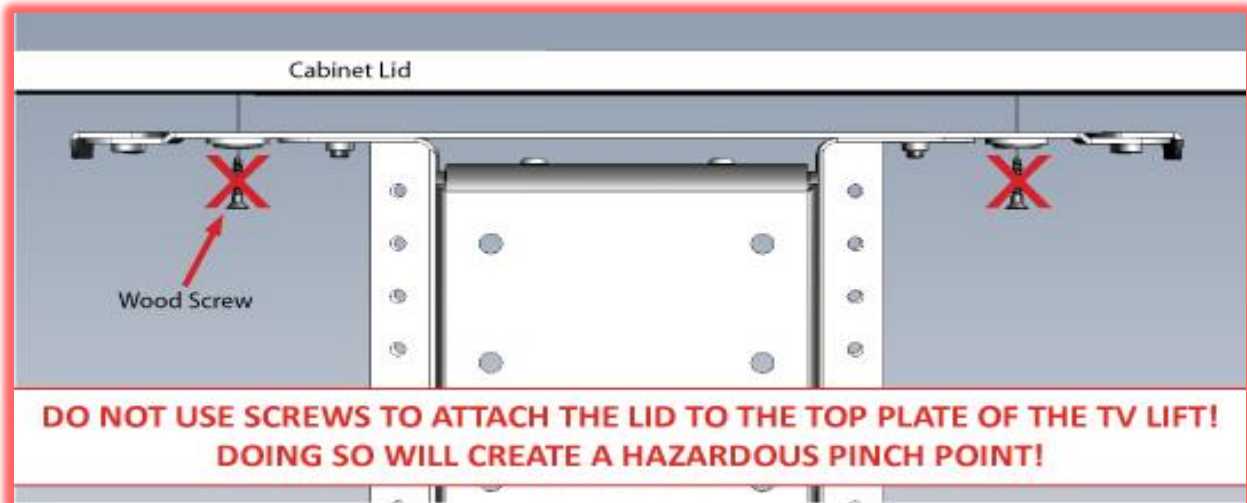 Cabinet Lid
Wood Screw
DO NOT USE SCREWS TO ATTACH THE LID TO THE TOP PLATE OF THE TV LIFT!
DOING SO WILL CREATE A HAZARDOUS PINCH POINT!